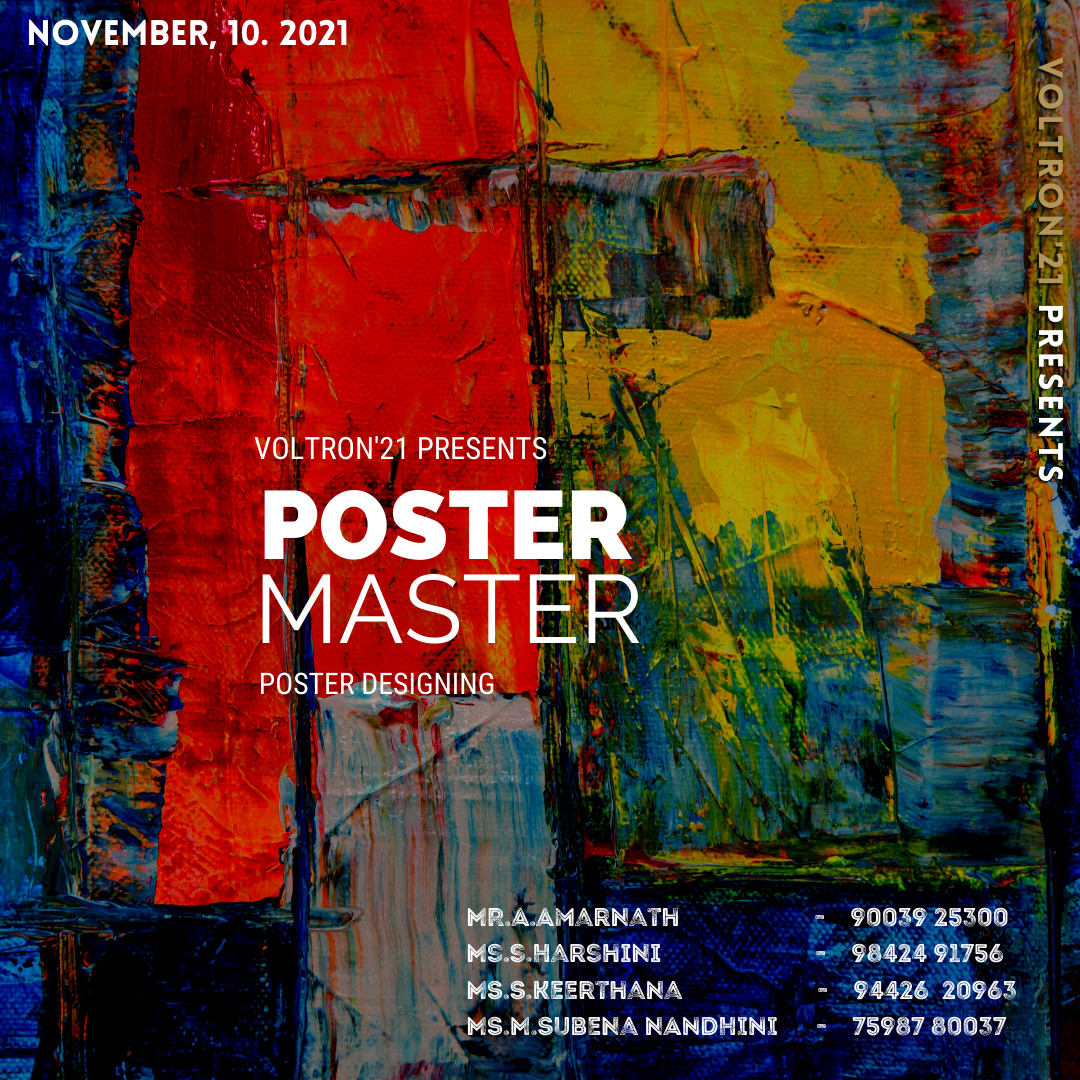 NOVEMBER, 10. 2021
VOLTRON'21 PRESENTS
VOLTRON'21 PRESENTS
POSTER
MASTER
POSTER DESIGNING
MR.A.AMARNATH - 90039 25300
MS.S.HARSHINI - 98424 91756
MS.S.KEERTHANA - 94426 20963
MS.M.SUBENA NANDHINI - 75987 80037